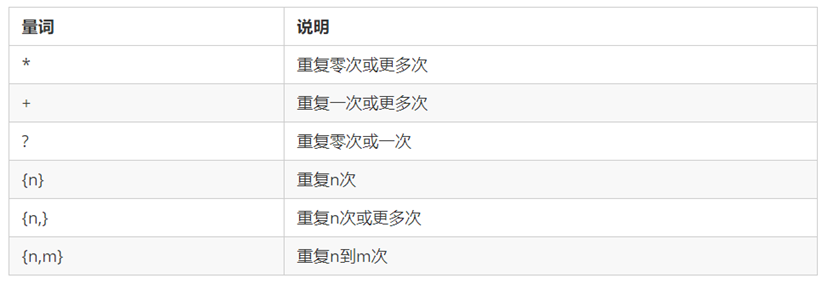 量词 说明
* 重复零次或更多次
+ 重复一次或更多次
? 重复零次或一次
{n} 重复n次
{n,} 重复n次或更多次
{n,m} 重复n到m次